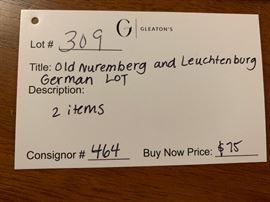 Lot # 309 G GLEATON'S
Title: Old Nuremberg and Leuchtenburg
German LOT
Description:
2 items
Consignor # 464 Buy Now Price: $75